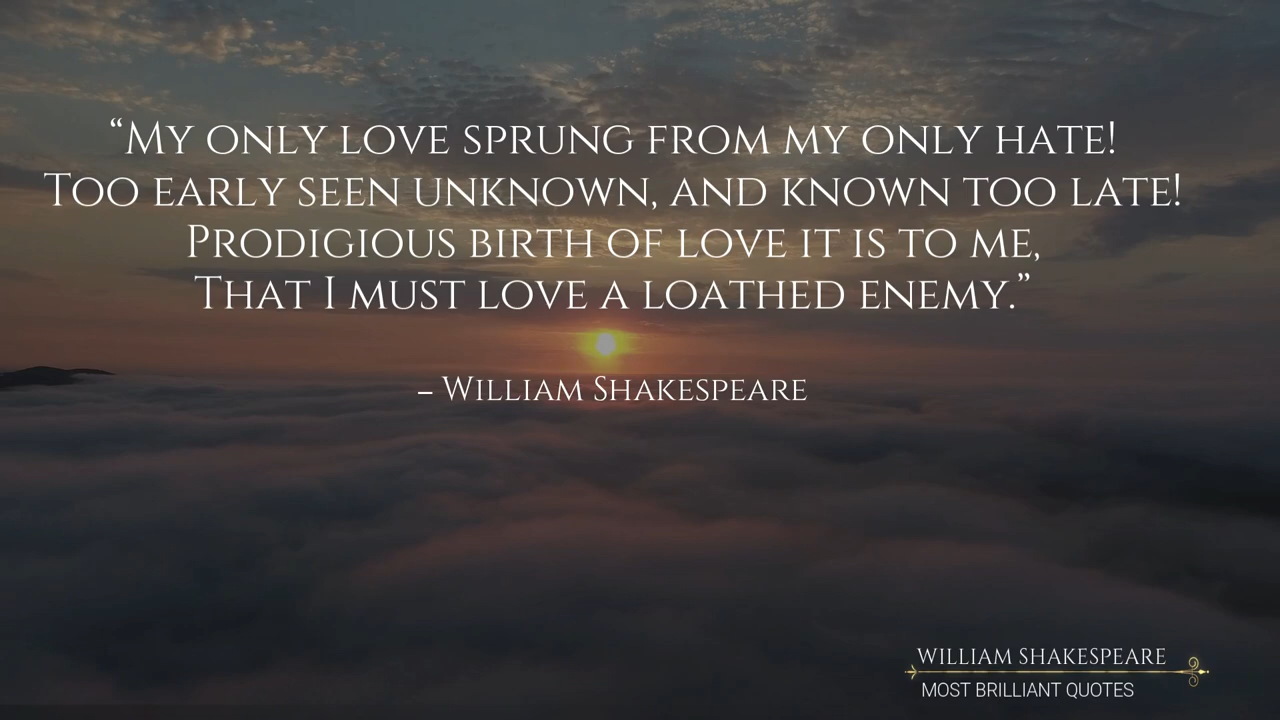 “My only love sprung from my only hate!
Too early seen unknown, and known too late!
Prodigious birth of love it is to me,
That I must love a loathed enemy.”
– William Shakespeare
WILLIAM SHAKESPEARE
MOST BRILLIANT QUOTES